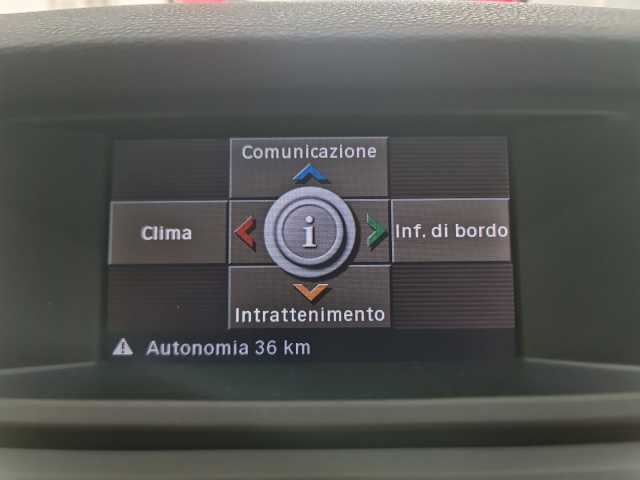 Comunicazione
Clima
i
Inf. di bordo
Intrattenimento
Autonomia 36 km